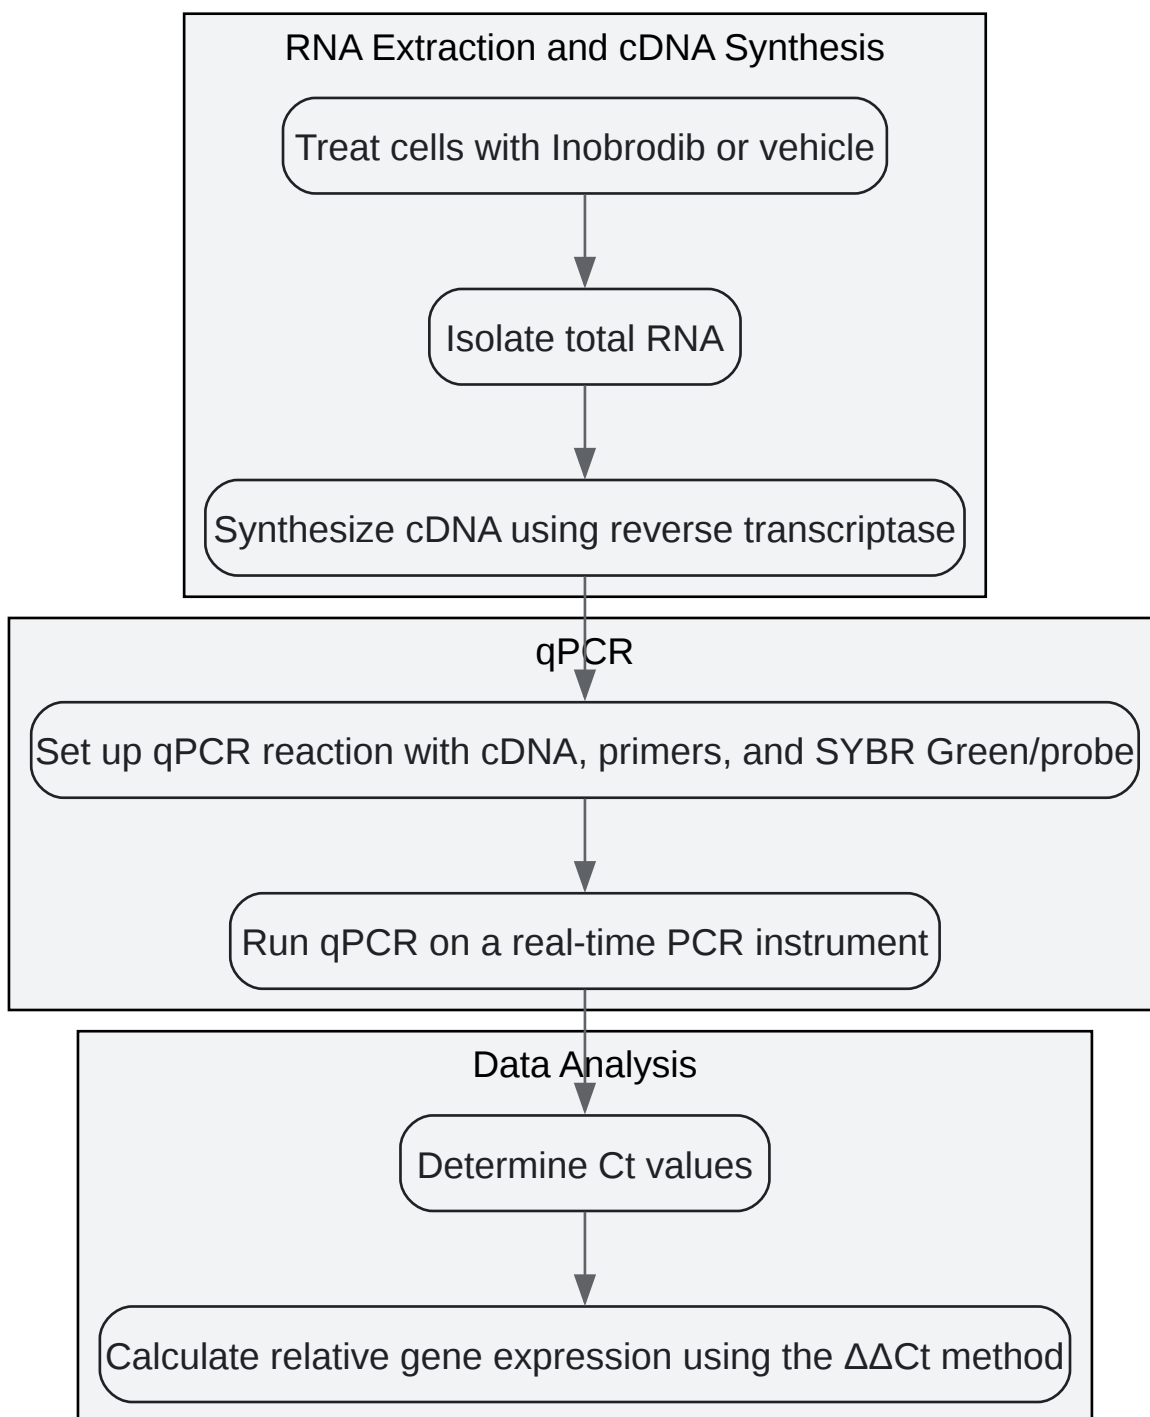 RNA Extraction and cDNA Synthesis
Treat cells with Inobrodib or vehicle
Isolate total RNA
Synthesize cDNA using reverse transcriptase
qPCR
Set up qPCR reaction with cDNA, primers, and SYBR Green/probe
Run qPCR on a real-time PCR instrument
Data Analysis
Determine Ct values
Calculate relative gene expression using the ΔΔCt method